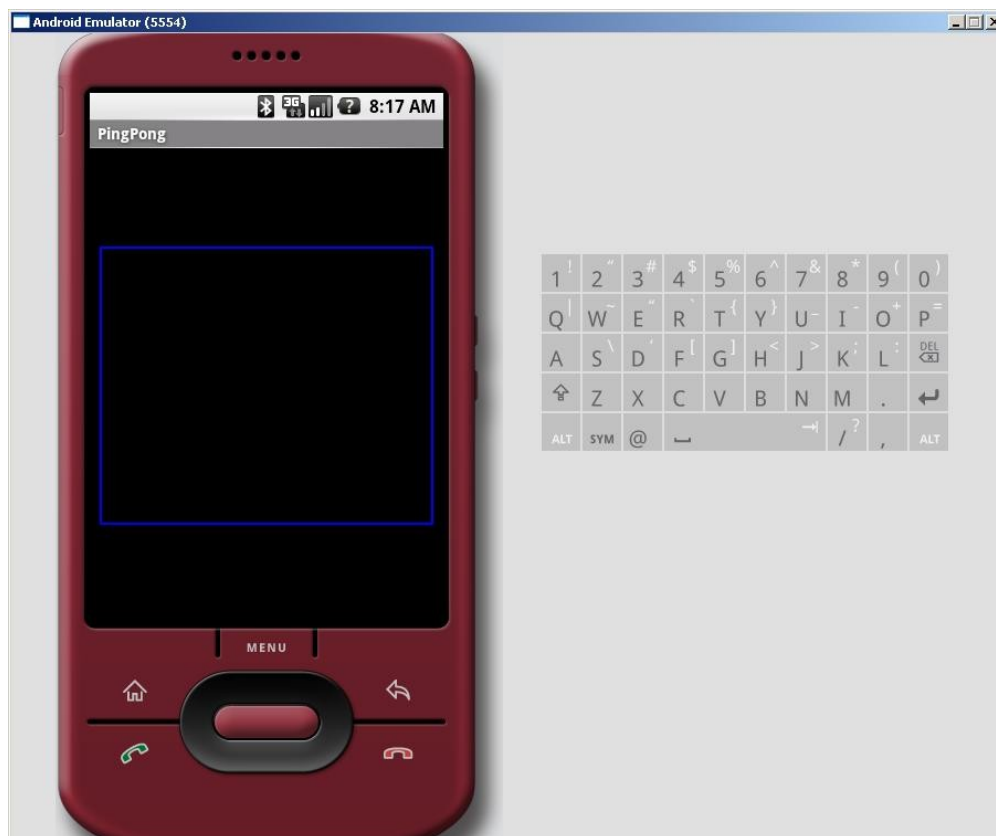 Android Emulator (5554)
3G 8:17 AM
PingPong
1 ! 2 " 3 # 4 $ 5 % 6 ^ 7 & 8 * 9 ( 0 )
Q | W ~ E " R ` T { Y } U _ I - O + P =
A S \ D ' F [ G ] H < J > K ; L : DEL
Z X C V B N M .
ALT SYM @ / ? , ALT
MENU